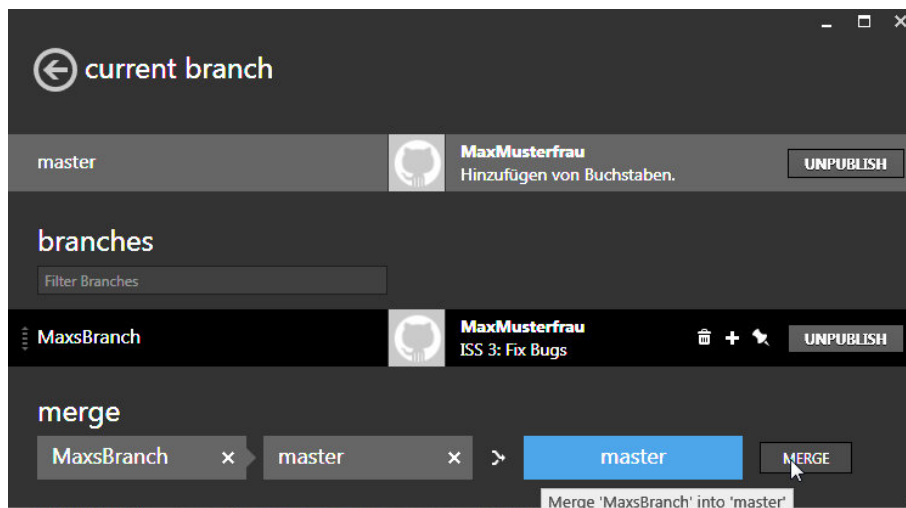 current branch
master
MaxMusterfrau
Hinzufügen von Buchstaben.
UNPUBLISH
branches
Filter Branches
MaxsBranch
MaxMusterfrau
ISS 3: Fix Bugs
UNPUBLISH
merge
MaxsBranch
master
master
MERGE
Merge 'MaxsBranch' into 'master'